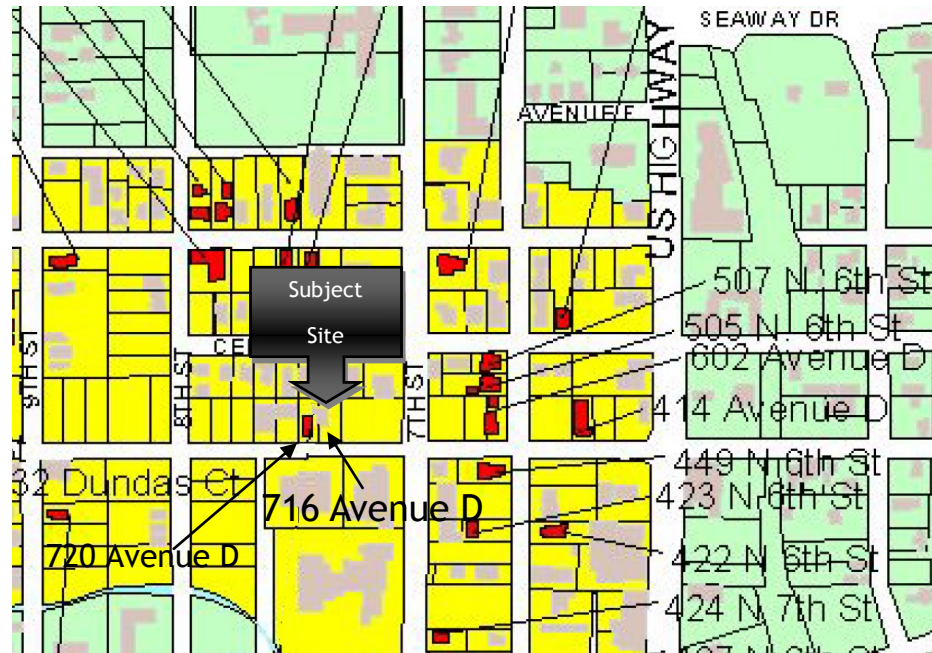 SEAWAY DR
AVENUE F
US HIGHWAY
Subject
Site
507 N. 6th St
505 N. 6th St
602 Avenue D
414 Avenue D
9TH ST
8TH ST
7TH ST
449 N 6th St
423 N 6th St
32 Dundas Ct
716 Avenue D
720 Avenue D
422 N 6th St
424 N 7th St